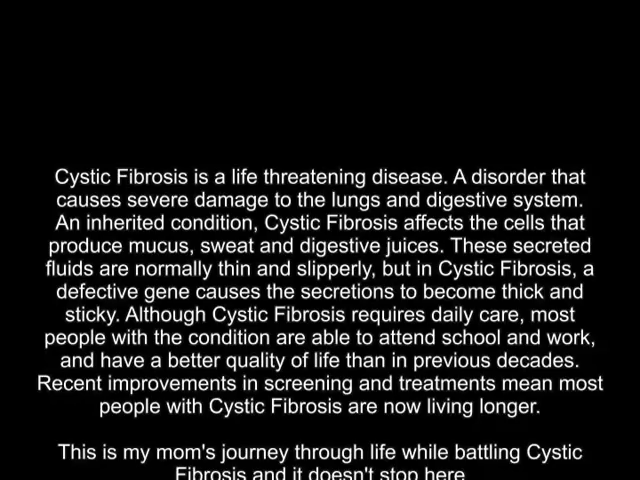 Cystic Fibrosis is a life threatening disease. A disorder that
causes severe damage to the lungs and digestive system.
An inherited condition, Cystic Fibrosis affects the cells that
produce mucus, sweat and digestive juices. These secreted
fluids are normally thin and slipperly, but in Cystic Fibrosis, a
defective gene causes the secretions to become thick and
sticky. Although Cystic Fibrosis requires daily care, most
people with the condition are able to attend school and work,
and have a better quality of life than in previous decades.
Recent improvements in screening and treatments mean most
people with Cystic Fibrosis are now living longer.
This is my mom's journey through life while battling Cystic
Fibrosis and it doesn't stop here